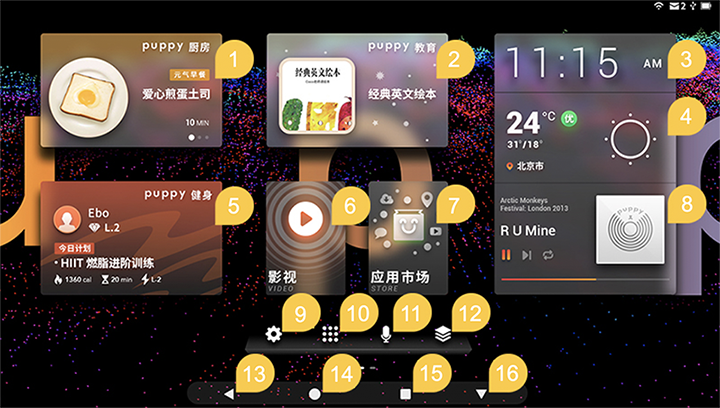 2
puppy 厨房
1
元气早餐
爱心煎蛋土司
10 MIN
puppy 教育
2
经典英文绘本
经典英文绘本
11:15 AM
3
24°C 优
4
31°/18°
北京市
puppy 健身
5
Ebo
L.2
今日计划
• HIIT 燃脂进阶训练
1360 cal 20 min L.2
6
影视
VIDEO
7
应用市场
STORE
8
Arctic Monkeys
Festival: London 2013
R U Mine
puppy
9
10
11
12
13
14
15
16